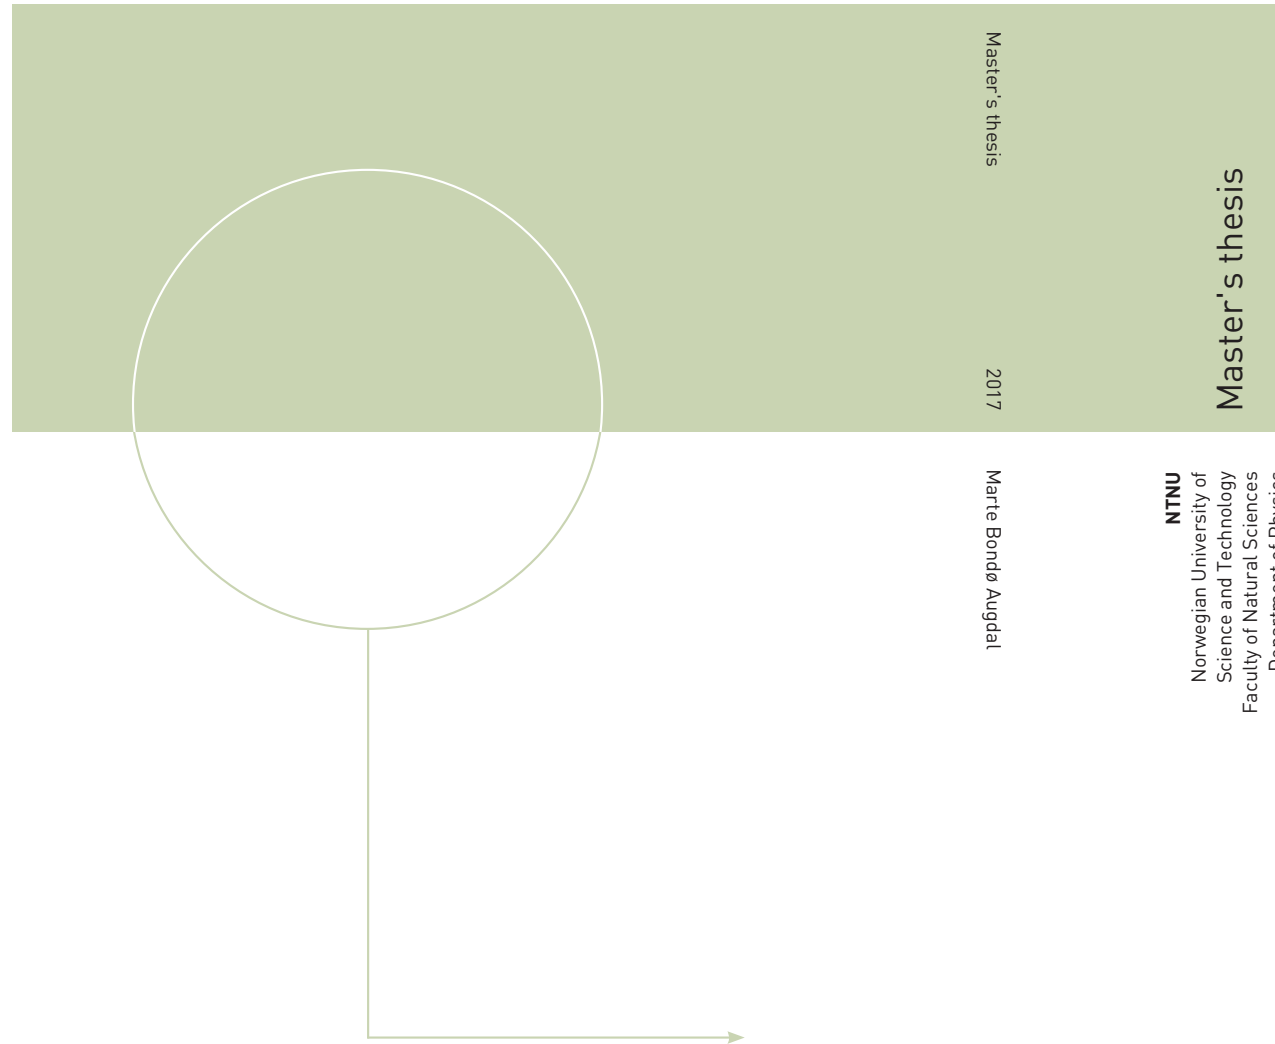 Master's thesis
2017
Marte Bondø Augdal
Master's thesis
NTNU
Norwegian University of
Science and Technology
Faculty of Natural Sciences